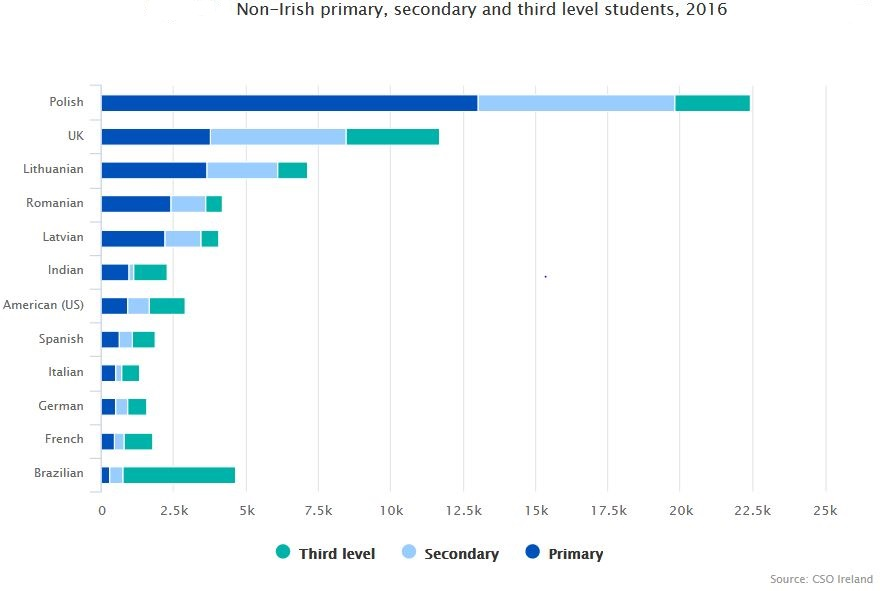 Non-Irish primary, secondary and third level students, 2016
Polish
UK
Lithuanian
Romanian
Latvian
Indian
American (US)
Spanish
Italian
German
French
Brazilian
0 2.5k 5k 7.5k 10k 12.5k 15k 17.5k 20k 22.5k 25k
Third level Secondary Primary
Source: CSO Ireland